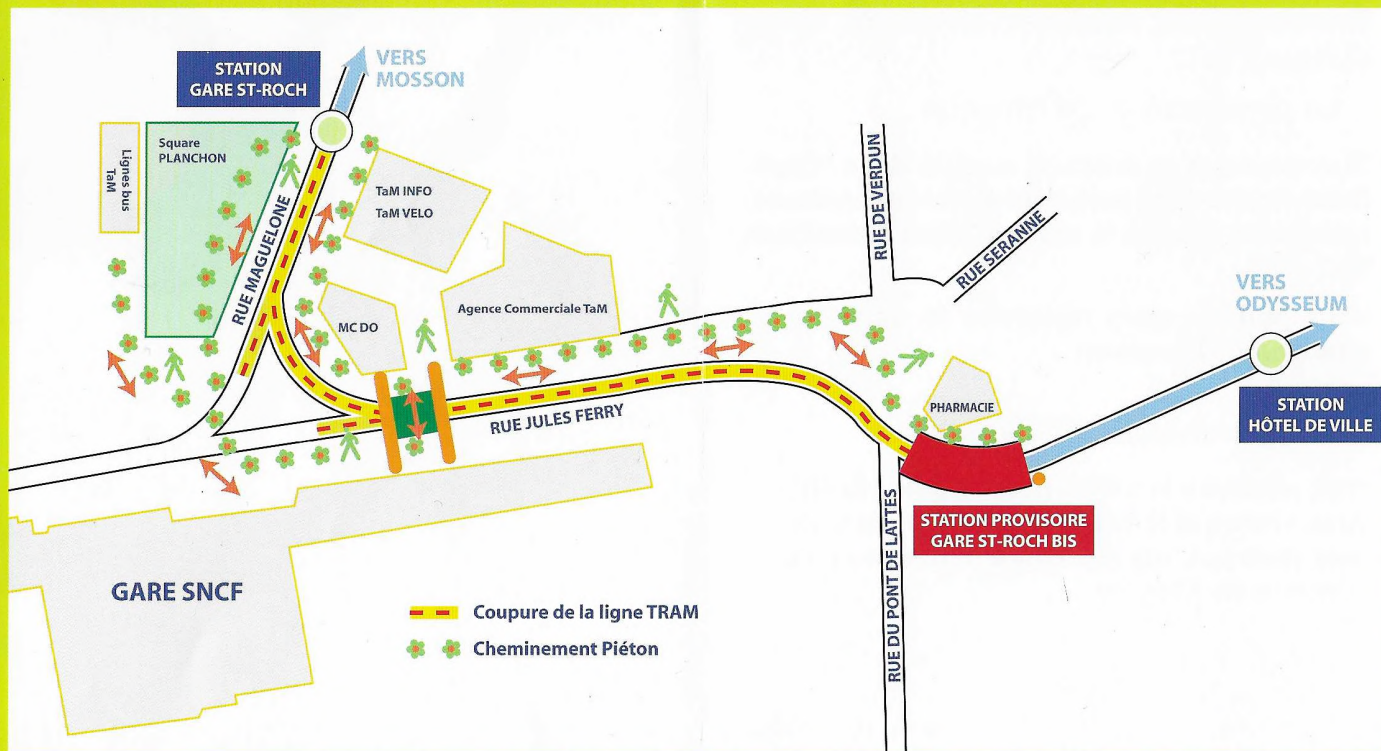 STATION
GARE ST-ROCH
VERS
MOSSON
Lignes bus
TaM
Square
PLANCHON
RUE MAGUELONE
TaM INFO
TaM VELO
MC DO
Agence Commerciale TaM
RUE DE VERDUN
RUE SERANNE
VERS
ODYSSEUM
RUE JULES FERRY
PHARMACIE
STATION
HÔTEL DE VILLE
STATION PROVISOIRE
GARE ST-ROCH BIS
RUE DU PONT DE LATTES
GARE SNCF
Coupure de la ligne TRAM
Cheminement Piéton